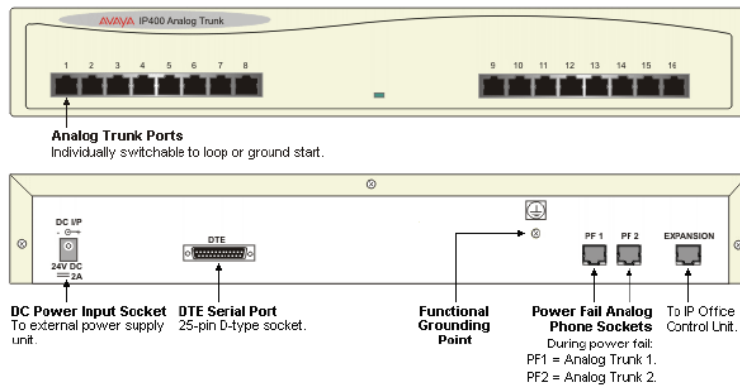 AVAYA IP400 Analog Trunk
1 2 3 4 5 6 7 8
9 10 11 12 13 14 15 16
Analog Trunk Ports
Individually switchable to loop or ground start.
DC I/P
- +
24V DC
2A
DTE
PF 1 PF 2 EXPANSION
DC Power Input Socket
To external power supply
unit.
DTE Serial Port
25-pin D-type socket.
Functional
Grounding
Point
Power Fail Analog
Phone Sockets
During power fail:
PF1 = Analog Trunk 1.
PF2 = Analog Trunk 2.
To IP Office
Control Unit.